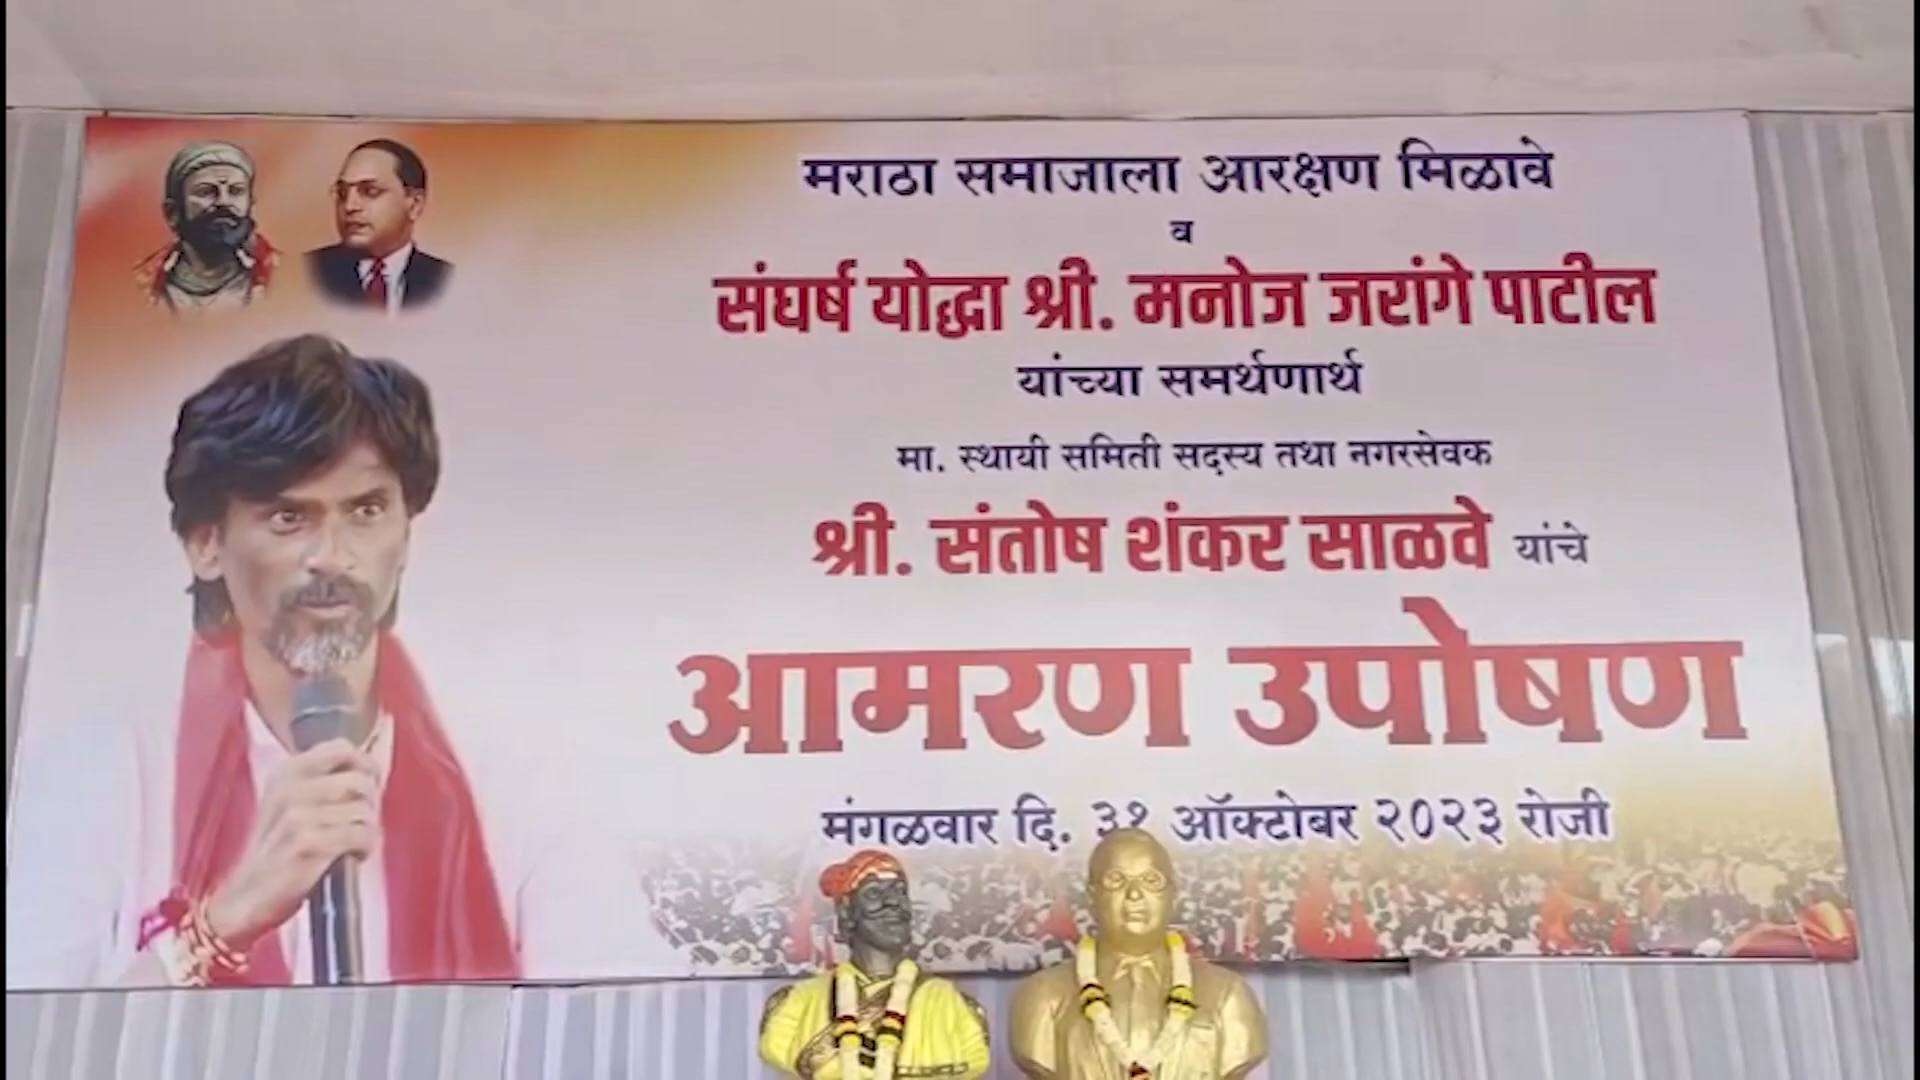 मराठा समाजाला आरक्षण मिळावे
व
संघर्ष योद्धा श्री. मनोज जरांगे पाटील
यांच्या समर्थणार्थ
मा. स्थायी समिती सदस्य तथा नगरसेवक
श्री. संतोष शंकर साळवे यांचे
आमरण उपोषण
मंगळवार दि. ३१ ऑक्टोबर २०२३ रोजी